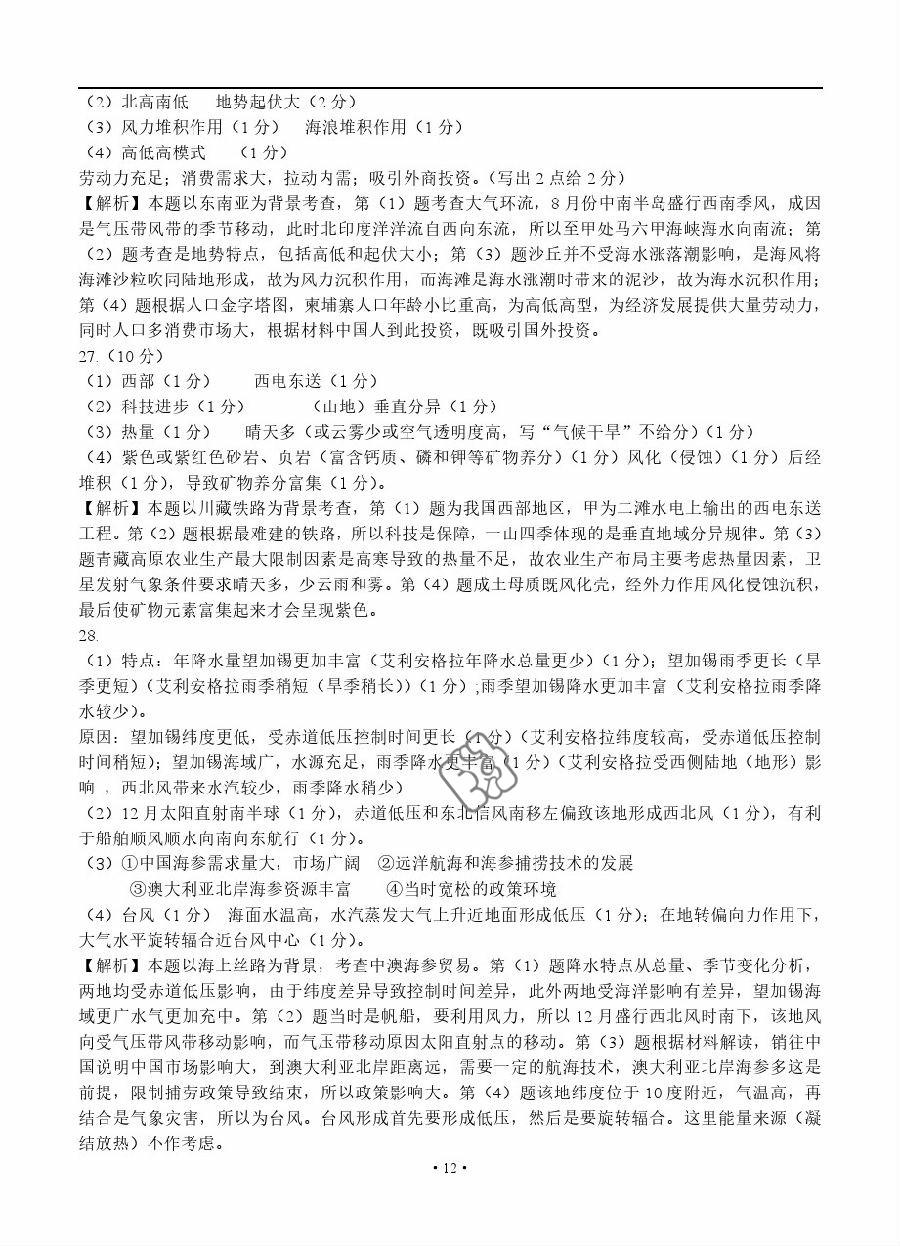 （2）北高南低　地势起伏大（2 分）
（3）风力堆积作用（1 分）　海浪堆积作用（1 分）
（4）高低高模式　（1 分）
劳动力充足；消费需求大，拉动内需；吸引外商投资。（写出 2 点给 2 分）
【解析】本题以东南亚为背景考查，第（1）题考查大气环流，8 月份中南半岛盛行西南季风，成因
是气压带风带的季节移动，此时北印度洋洋流自西向东流，所以至甲处马六甲海峡海水向南流；第
（2）题考查是地势特点，包括高低和起伏大小；第（3）题沙丘并不受海水涨落潮影响，是海风将
海滩沙粒吹向陆地形成，故为风力沉积作用，而海滩是海水涨潮时带来的泥沙，故为海水沉积作用；
第（4）题根据人口金字塔图，柬埔寨人口年龄小比重高，为高低高型，为经济发展提供大量劳动力，
同时人口多消费市场大，根据材料中国人到此投资，既吸引国外投资。
27.（10 分）
（1）西部（1 分）　西电东送（1 分）
（2）科技进步（1 分）　（山地）垂直分异（1 分）
（3）热量（1 分）　晴天多（或云雾少或空气透明度高，写“气候干旱”不给分）（1 分）
（4）紫色或紫红色砂岩、页岩（富含钙质、磷和钾等矿物养分）（1 分）风化（侵蚀）（1 分）后经
堆积（1 分），导致矿物养分富集（1 分）。
【解析】本题以川藏铁路为背景考查，第（1）题为我国西部地区，甲为二滩水电上输出的西电东送
工程。第（2）题根据最难建的铁路，所以科技是保障，一山四季体现的是垂直地域分异规律。第（3）
题青藏高原农业生产最大限制因素是高寒导致的热量不足，故农业生产布局主要考虑热量因素，卫
星发射气象条件要求晴天多，少云雨和雾。第（4）题成土母质既风化壳，经外力作用风化侵蚀沉积，
最后使矿物元素富集起来才会呈现紫色。
28.
（1）特点：年降水量望加锡更加丰富（艾利安格拉年降水总量更少）（1 分）；望加锡雨季更长（旱
季更短）（艾利安格拉雨季稍短（旱季稍长））（1 分）;雨季望加锡降水更加丰富（艾利安格拉雨季降
水较少）。
原因：望加锡纬度更低，受赤道低压控制时间更长（1 分）（艾利安格拉纬度较高，受赤道低压控制
时间稍短）；望加锡海域广，水源充足，雨季降水更丰富（1 分）（艾利安格拉受西侧陆地（地形）影
响，西北风带来水汽较少，雨季降水稍少）
（2）12 月太阳直射南半球（1 分），赤道低压和东北信风南移左偏致该地形成西北风（1 分），有利
于船舶顺风顺水向南向东航行（1 分）。
（3）①中国海参需求量大，市场广阔　②远洋航海和海参捕捞技术的发展
③澳大利亚北岸海参资源丰富　④当时宽松的政策环境
（4）台风（1 分）　海面水温高，水汽蒸发大气上升近地面形成低压（1 分）；在地转偏向力作用下，
大气水平旋转辐合近台风中心（1 分）。
【解析】本题以海上丝路为背景，考查中澳海参贸易。第（1）题降水特点从总量、季节变化分析，
两地均受赤道低压影响，由于纬度差异导致控制时间差异，此外两地受海洋影响有差异，望加锡海
域更广水气更加充中。第（2）题当时是帆船，要利用风力，所以 12 月盛行西北风时南下，该地风
向受气压带风带移动影响，而气压带移动原因太阳直射点的移动。第（3）题根据材料解读，销往中
国说明中国市场影响大，到澳大利亚北岸距离远，需要一定的航海技术，澳大利亚北岸海参多这是
前提，限制捕捞政策导致结束，所以政策影响大。第（4）题该地纬度位于 10 度附近，气温高，再
结合是气象灾害，所以为台风。台风形成首先要形成低压，然后是要旋转辐合。这里能量来源（凝
结放热）不作考虑。
·12·